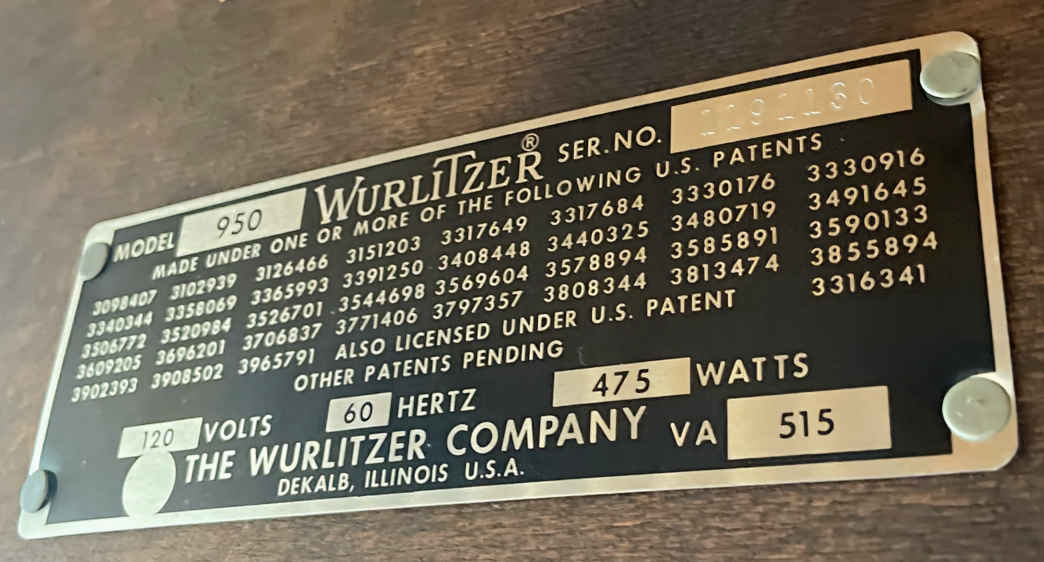 MODEL 950 WURLITZER® SER. NO. 1191130
MADE UNDER ONE OR MORE OF THE FOLLOWING U.S. PATENTS
3098407 3102939 3126466 3151203 3317649 3317684 3330176 3330916
3340344 3358069 3365993 3391250 3408448 3440325 3480719 3491645
3506772 3520984 3526701 3544698 3569604 3578894 3585891 3590133
3609205 3696201 3706837 3771406 3797357 3808344 3813474 3855894
3902393 3908502 3965791 ALSO LICENSED UNDER U.S. PATENT 3316341
OTHER PATENTS PENDING
120 VOLTS 60 HERTZ 475 WATTS
THE WURLITZER COMPANY VA 515
DEKALB, ILLINOIS U.S.A.